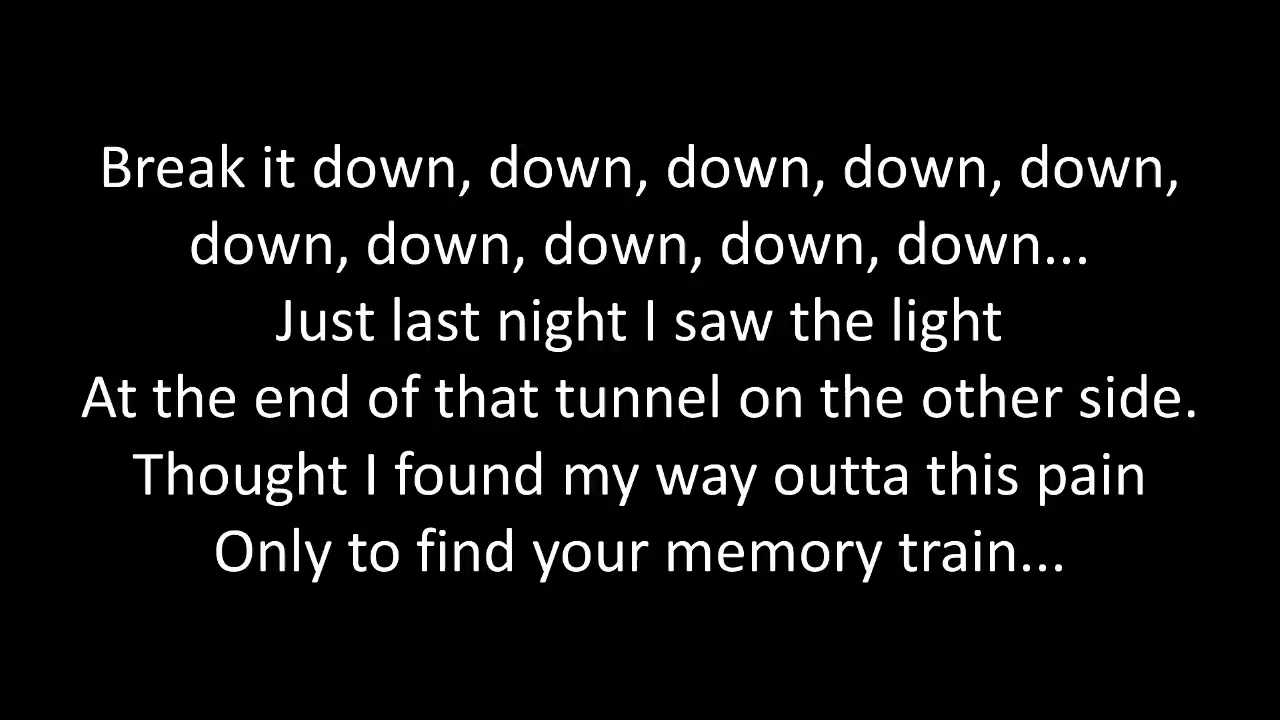 Break it down, down, down, down, down,
down, down, down, down, down...
Just last night I saw the light
At the end of that tunnel on the other side.
Thought I found my way outta this pain
Only to find your memory train...